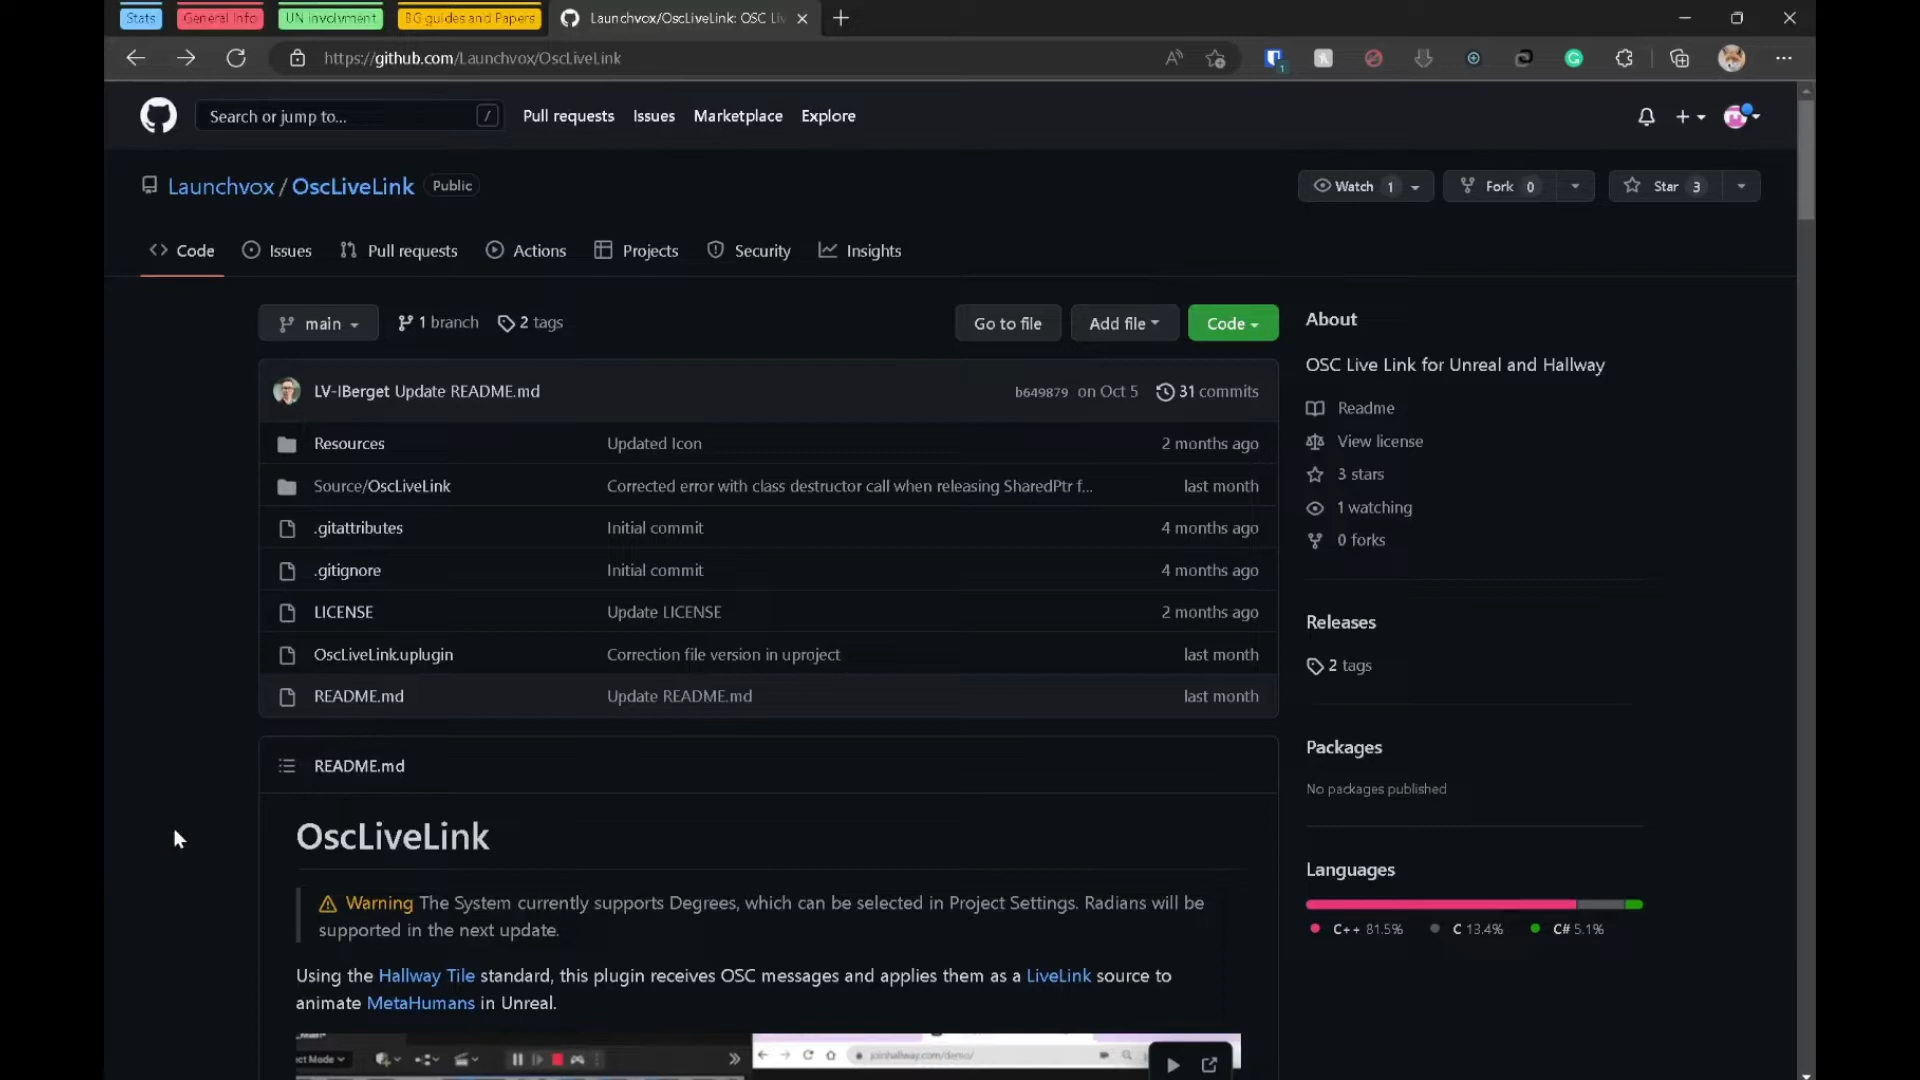 Stats General Info UN involvment BG guides and Papers Launchvox/OscLiveLink: OSC Liv
https://github.com/Launchvox/OscLiveLink
1
Search or jump to... / Pull requests Issues Marketplace Explore
Launchvox / OscLiveLink Public Watch 1 Fork 0 Star 3
Code Issues Pull requests Actions Projects Security Insights
main 1 branch 2 tags Go to file Add file Code
LV-IBerget Update README.md b649879 on Oct 5 31 commits
Resources Updated Icon 2 months ago
Source/OscLiveLink Corrected error with class destructor call when releasing SharedPtr f... last month
.gitattributes Initial commit 4 months ago
.gitignore Initial commit 4 months ago
LICENSE Update LICENSE 2 months ago
OscLiveLink.uplugin Correction file version in uproject last month
README.md Update README.md last month
README.md
OscLiveLink
Warning The System currently supports Degrees, which can be selected in Project Settings. Radians will be
supported in the next update.
Using the Hallway Tile standard, this plugin receives OSC messages and applies them as a LiveLink source to
animate MetaHumans in Unreal.
ect Mode joinhallway.com/demo/
About
OSC Live Link for Unreal and Hallway
Readme
View license
3 stars
1 watching
0 forks
Releases
2 tags
Packages
No packages published
Languages
C++ 81.5% C 13.4% C# 5.1%